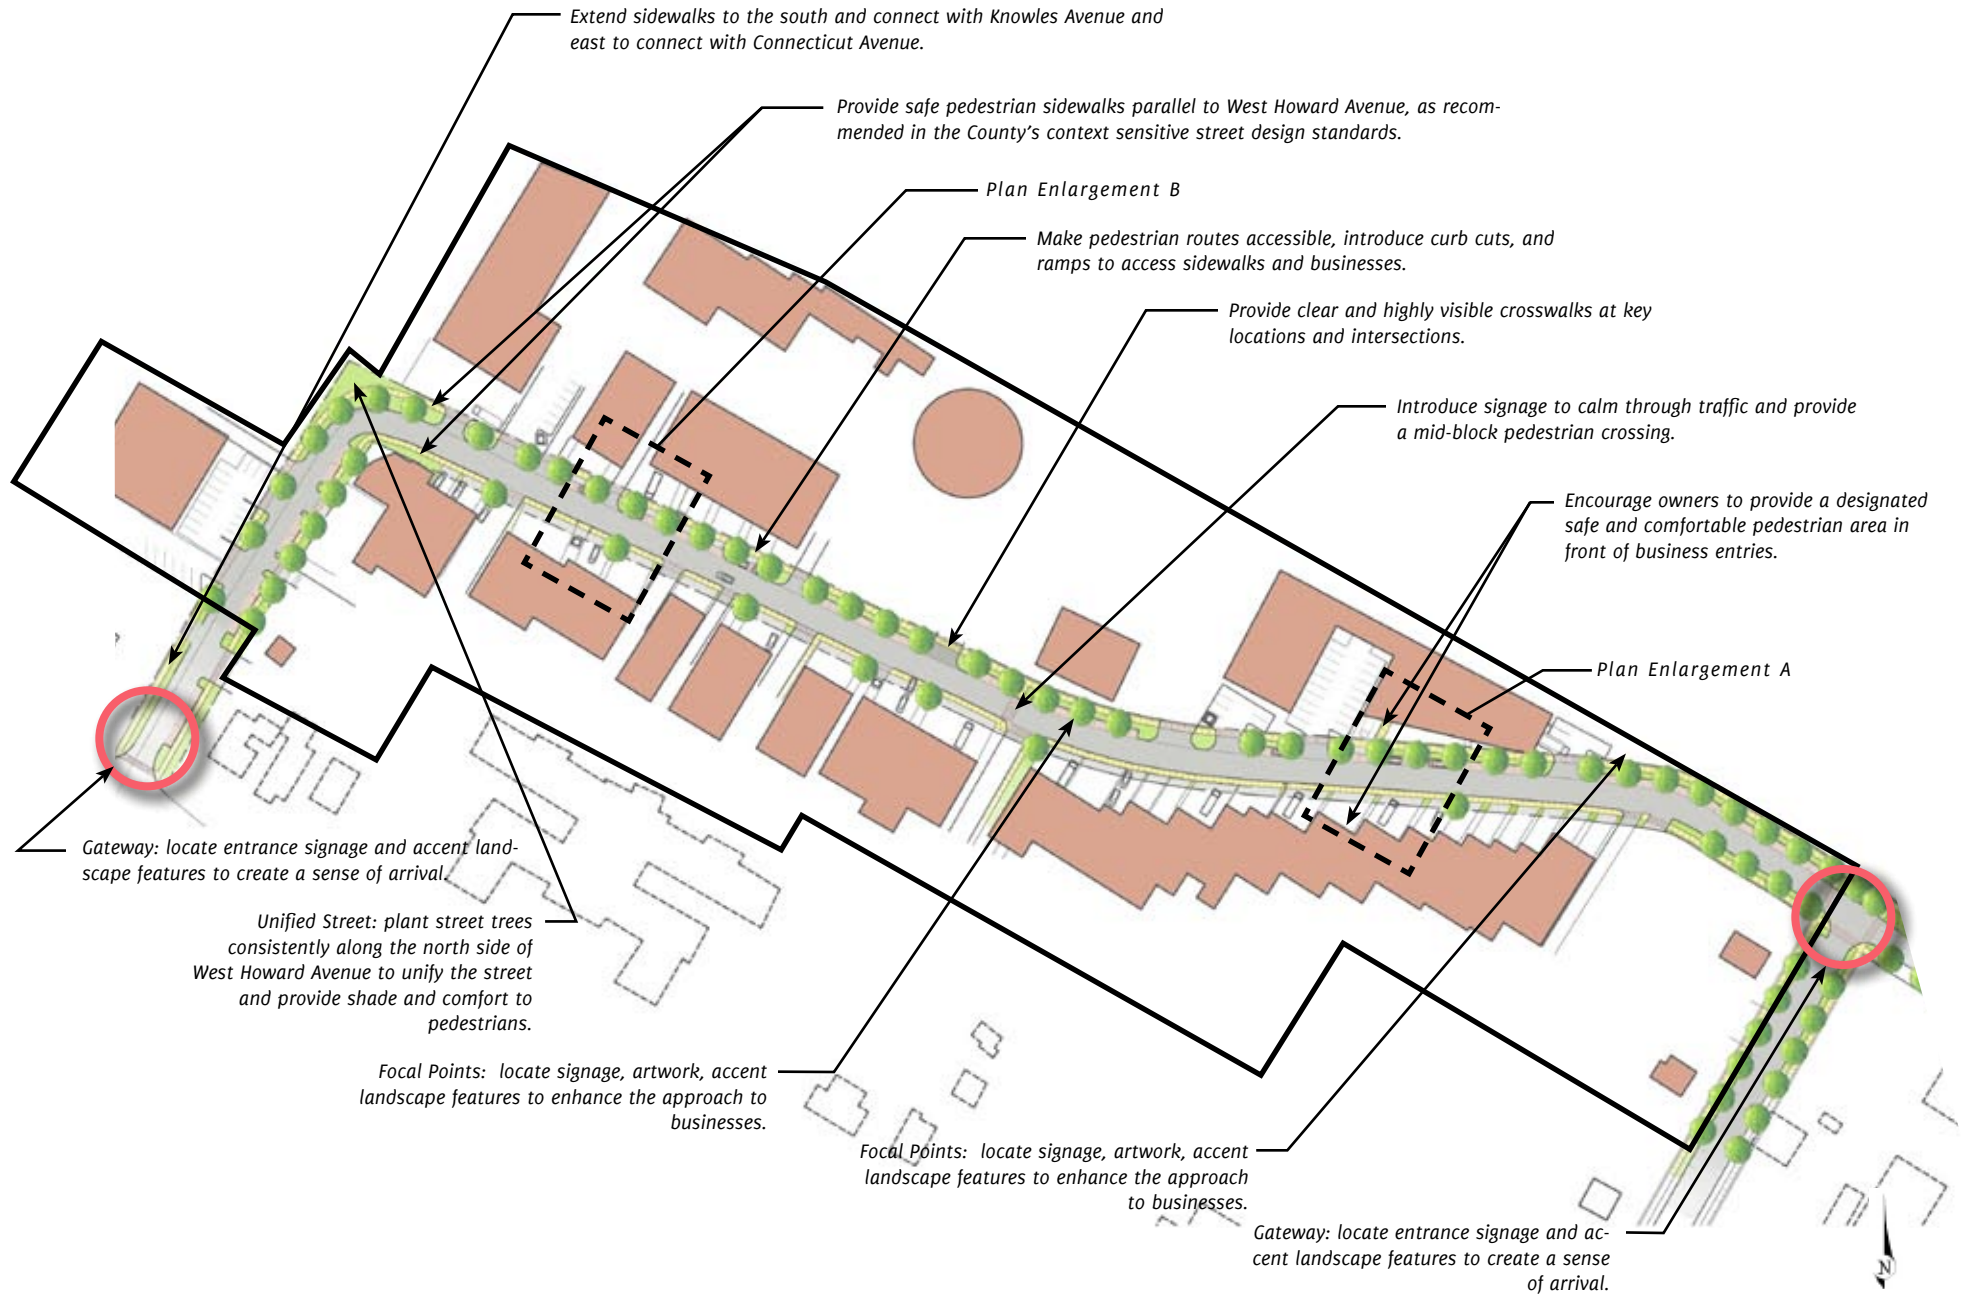 Extend sidewalks to the south and connect with Knowles Avenue and
east to connect with Connecticut Avenue.
Provide safe pedestrian sidewalks parallel to West Howard Avenue, as recom-
mended in the County's context sensitive street design standards.
Plan Enlargement B
Make pedestrian routes accessible, introduce curb cuts, and
ramps to access sidewalks and businesses.
Provide clear and highly visible crosswalks at key
locations and intersections.
Introduce signage to calm through traffic and provide
a mid-block pedestrian crossing.
Encourage owners to provide a designated
safe and comfortable pedestrian area in
front of business entries.
Plan Enlargement A
Gateway: locate entrance signage and accent land-
scape features to create a sense of arrival.
Unified Street: plant street trees
consistently along the north side of
West Howard Avenue to unify the street
and provide shade and comfort to
pedestrians.
Focal Points: locate signage, artwork, accent
landscape features to enhance the approach to
businesses.
Focal Points: locate signage, artwork, accent
landscape features to enhance the approach
to businesses.
Gateway: locate entrance signage and ac-
cent landscape features to create a sense
of arrival.
N